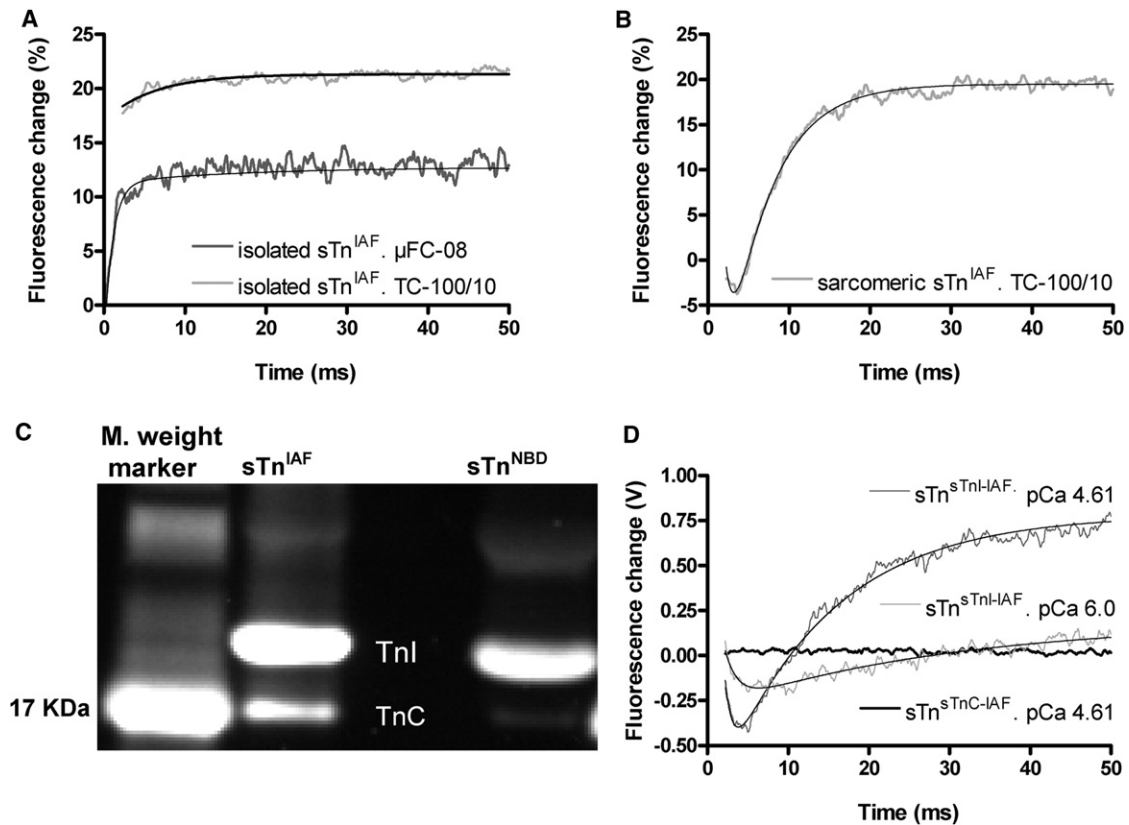 A
Fluorescence change (%)
25
20
15
10
5
0
0
10
20
30
40
50
isolated sTn^IAF. µFC-08
isolated sTn^IAF. TC-100/10
Time (ms)
B
Fluorescence change (%)
25
20
15
10
5
0
-5
0
10
20
30
40
50
sarcomeric sTn^IAF. TC-100/10
Time (ms)
C
M. weight
marker
sTn^IAF
sTn^NBD
TnI
TnC
17 KDa
D
Fluorescence change (V)
1.00
0.75
0.50
0.25
0.00
-0.25
-0.50
0
10
20
30
40
50
sTn^sTnI-IAF. pCa 4.61
sTn^sTnI-IAF. pCa 6.0
sTn^sTnC-IAF. pCa 4.61
Time (ms)